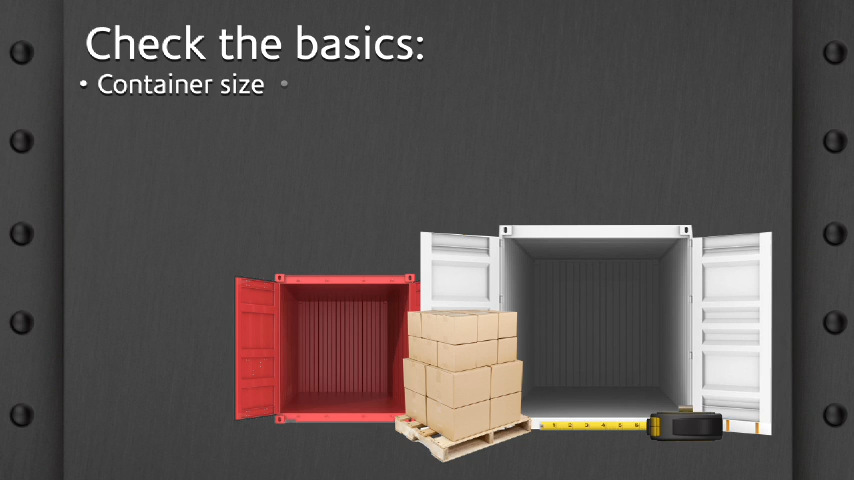 Check the basics:
• Container size •